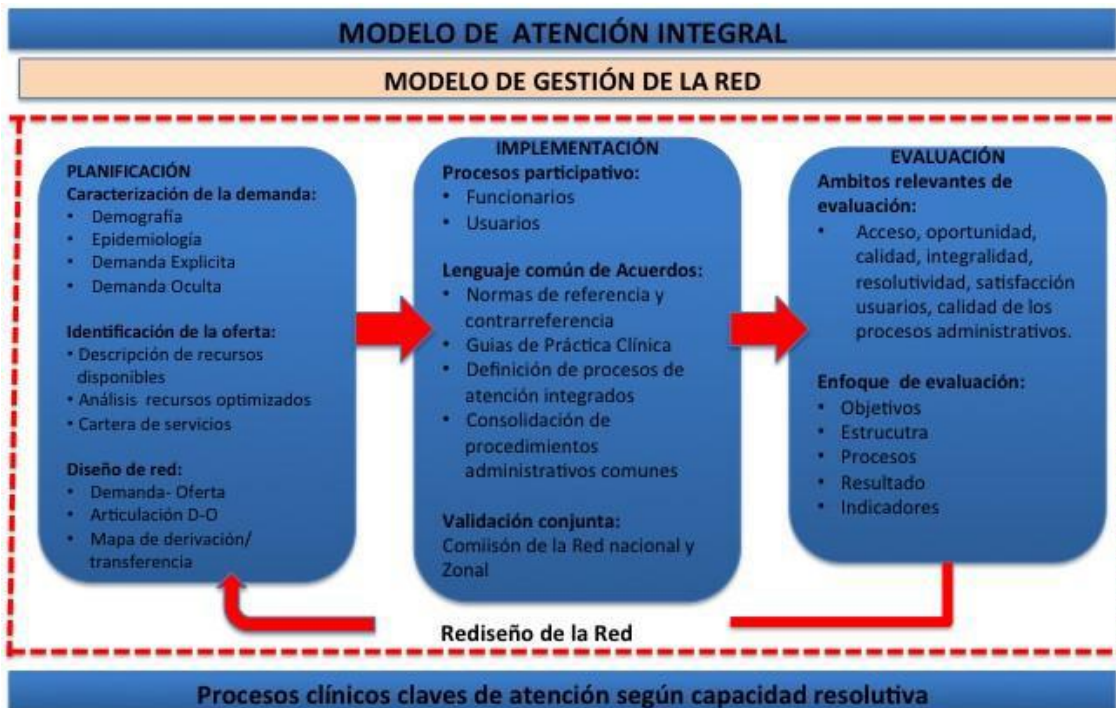 MODELO DE ATENCIÓN INTEGRAL
MODELO DE GESTIÓN DE LA RED
PLANIFICACIÓN
Caracterización de la demanda:
• Demografía
• Epidemiología
• Demanda Explicita
• Demanda Oculta
Identificación de la oferta:
• Descripción de recursos
disponibles
• Análisis recursos optimizados
• Cartera de servicios
Diseño de red:
• Demanda- Oferta
• Articulación D-O
• Mapa de derivación/
transferencia
IMPLEMENTACIÓN
Procesos participativo:
• Funcionarios
• Usuarios
Lenguaje común de Acuerdos:
• Normas de referencia y
contrarreferencia
• Guias de Práctica Clínica
• Definición de procesos de
atención integrados
• Consolidación de
procedimientos
administrativos comunes
Validación conjunta:
Comiisón de la Red nacional y
Zonal
EVALUACIÓN
Ambitos relevantes de
evaluación:
• Acceso, oportunidad,
calidad, integralidad,
resolutividad, satisfacción
usuarios, calidad de los
procesos administrativos.
Enfoque de evaluación:
• Objetivos
• Estrucutra
• Procesos
• Resultado
• Indicadores
Rediseño de la Red
Procesos clínicos claves de atención según capacidad resolutiva